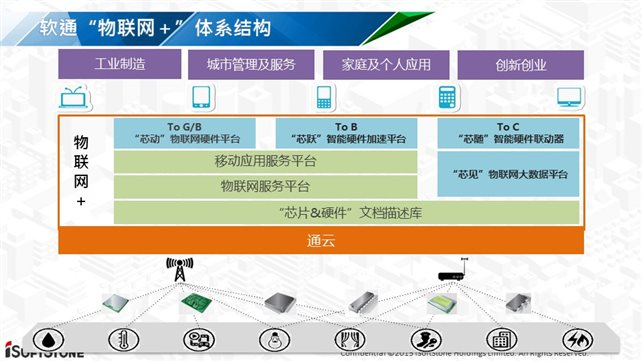 软通“物联网+”体系结构
工业制造
城市管理及服务
家庭及个人应用
创新创业
物联网+
To G/B
“芯动”物联网硬件平台
To B
“芯跃”智能硬件加速平台
To C
“芯随”智能硬件联动器
移动应用服务平台
“芯见”物联网大数据平台
物联网服务平台
“芯片&硬件”文档描述库
通云
iSOFTSTONE
Confidential ©2015 iSoftStone Holdings Limited. All Rights Reserved.